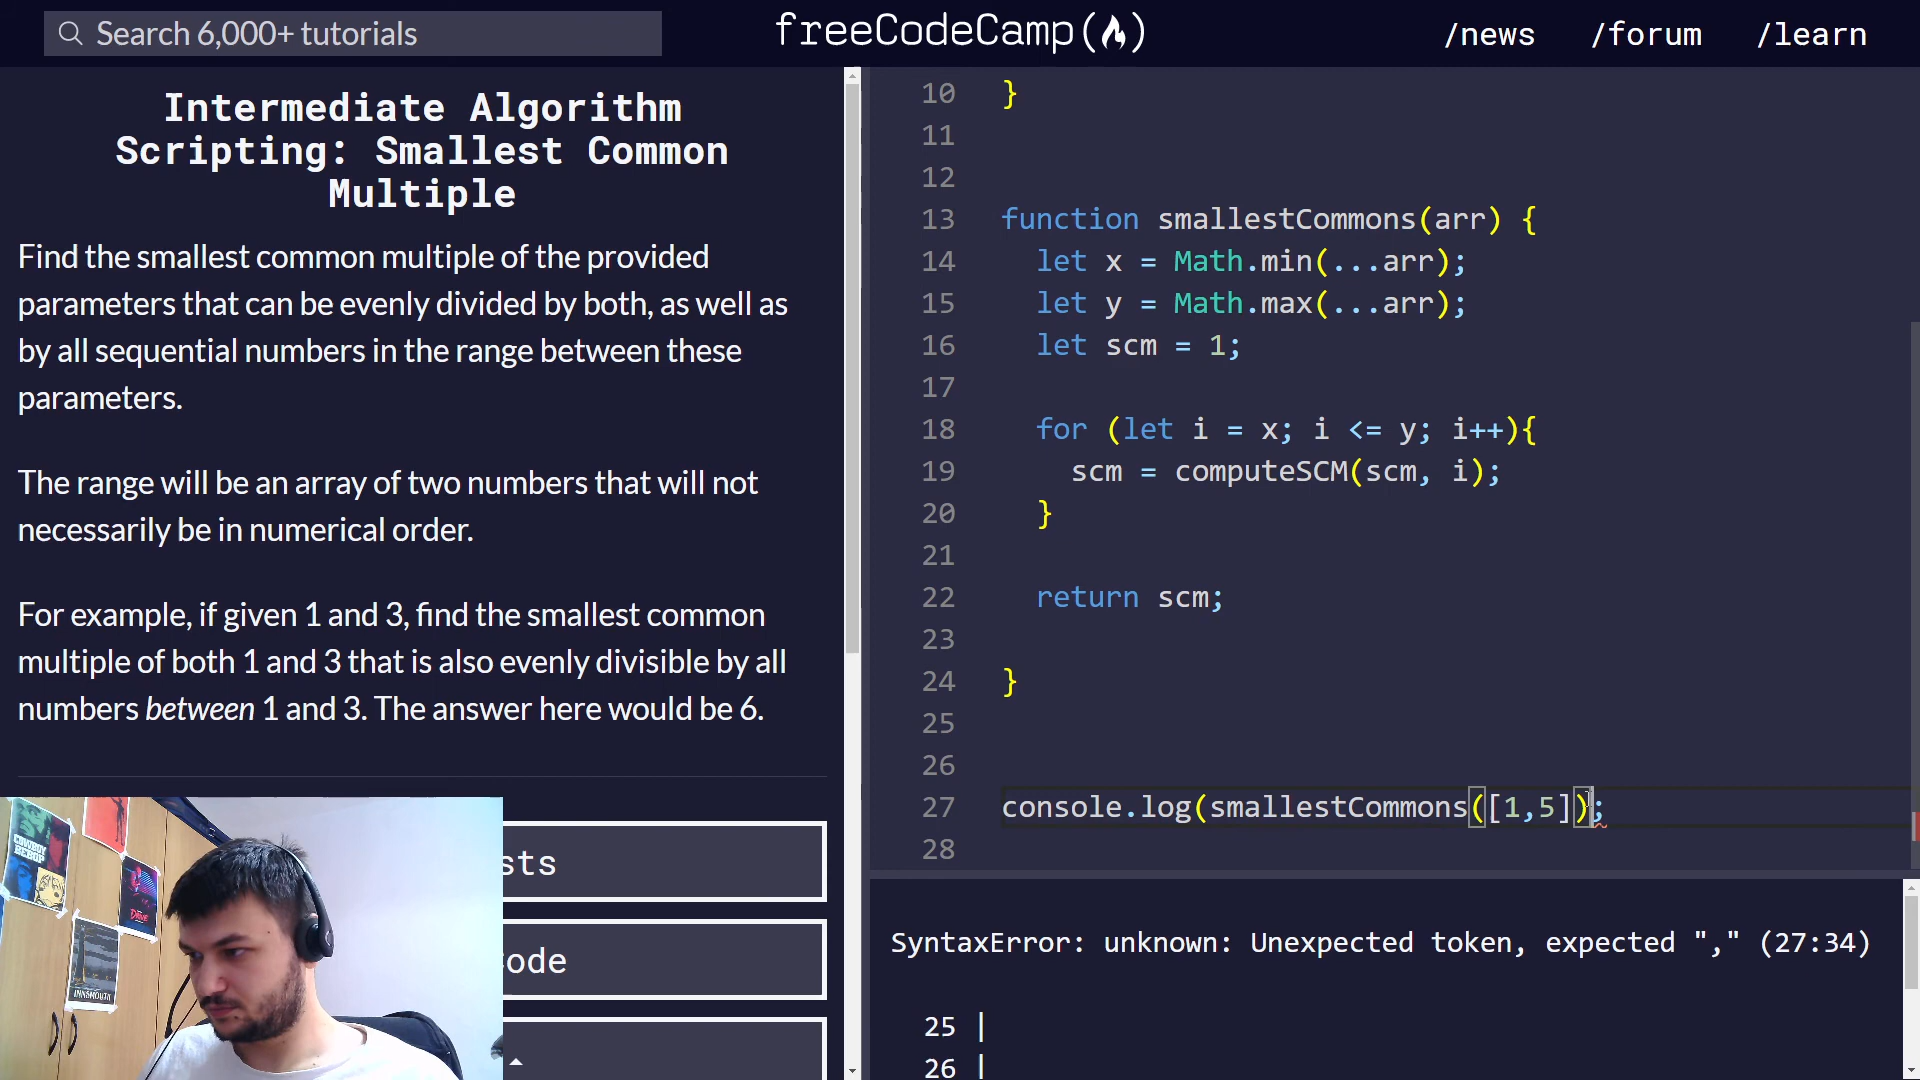 Search 6,000+ tutorials
freeCodeCamp(🔥)
/news
/forum
/learn
Intermediate Algorithm
Scripting: Smallest Common
Multiple
Find the smallest common multiple of the provided
parameters that can be evenly divided by both, as well as
by all sequential numbers in the range between these
parameters.
The range will be an array of two numbers that will not
necessarily be in numerical order.
For example, if given 1 and 3, find the smallest common
multiple of both 1 and 3 that is also evenly divisible by all
numbers between 1 and 3. The answer here would be 6.
sts
ode
COWBOY
BEBOP
DRIVE
INNSMOUTH
10 }
11
12
13 function smallestCommons(arr) {
14 let x = Math.min(...arr);
15 let y = Math.max(...arr);
16 let scm = 1;
17
18 for (let i = x; i <= y; i++){
19 scm = computeSCM(scm, i);
20 }
21
22 return scm;
23
24 }
25
26
27 console.log(smallestCommons([1,5]);
28
SyntaxError: unknown: Unexpected token, expected "," (27:34)
25 |
26 |